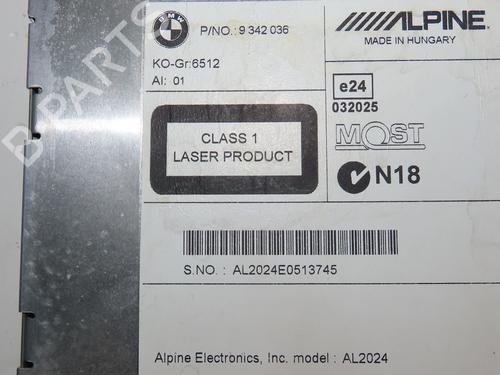 BMW
P/NO.: 9 342 036
ALPINE
MADE IN HUNGARY
KO-Gr:6512
AI: 01
e24
032025
CLASS 1
LASER PRODUCT
MOST
N18
S.NO. : AL2024E0513745
Alpine Electronics, Inc. model : AL2024
B-PARTS